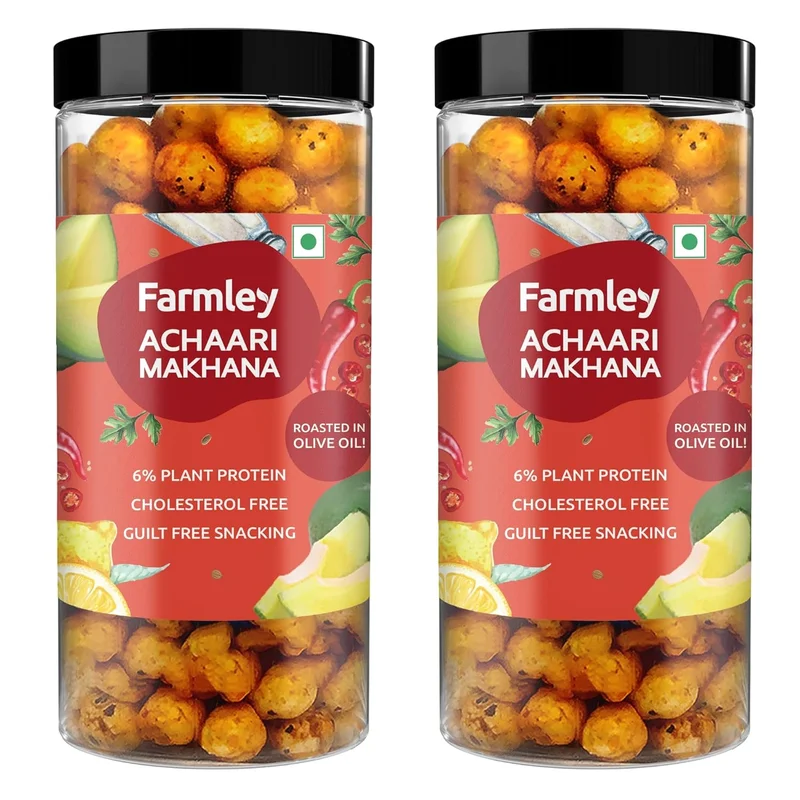 Farmley
ACHAARI
MAKHANA
ROASTED IN
OLIVE OIL!
6% PLANT PROTEIN
CHOLESTEROL FREE
GUILT FREE SNACKING
Farmley
ACHAARI
MAKHANA
ROASTED IN
OLIVE OIL!
6% PLANT PROTEIN
CHOLESTEROL FREE
GUILT FREE SNACKING